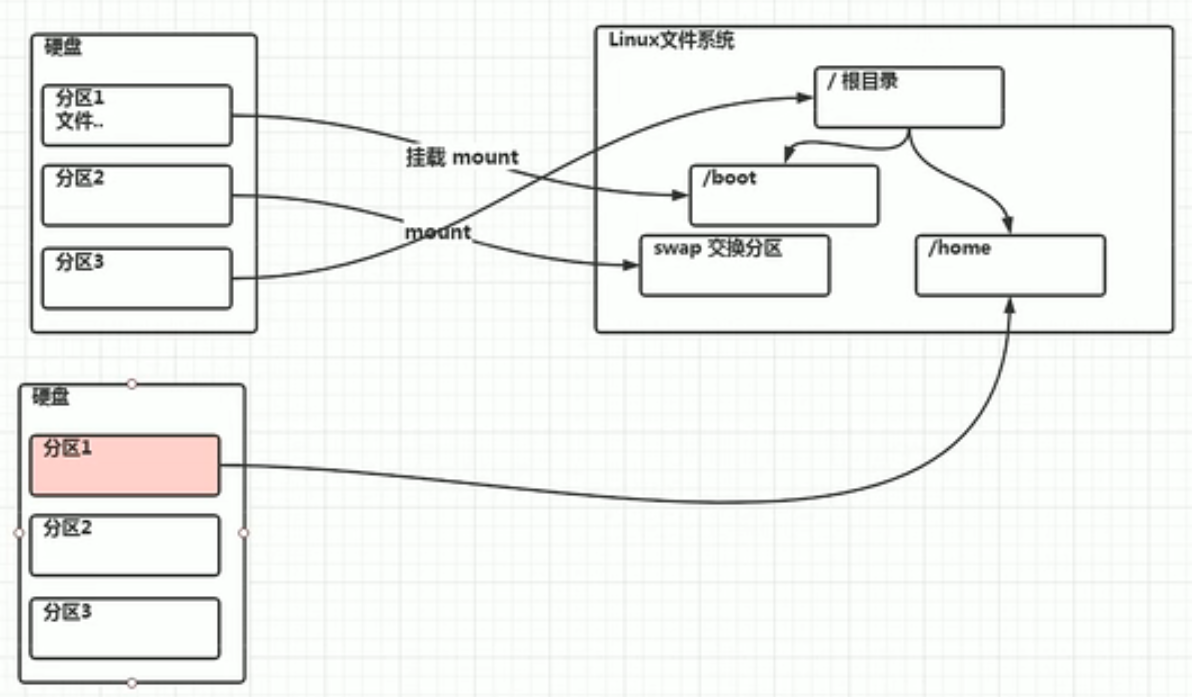 硬盘
分区1
文件..
分区2
分区3
挂载 mount
mount
Linux文件系统
/ 根目录
/boot
swap 交换分区
/home
硬盘
分区1
分区2
分区3